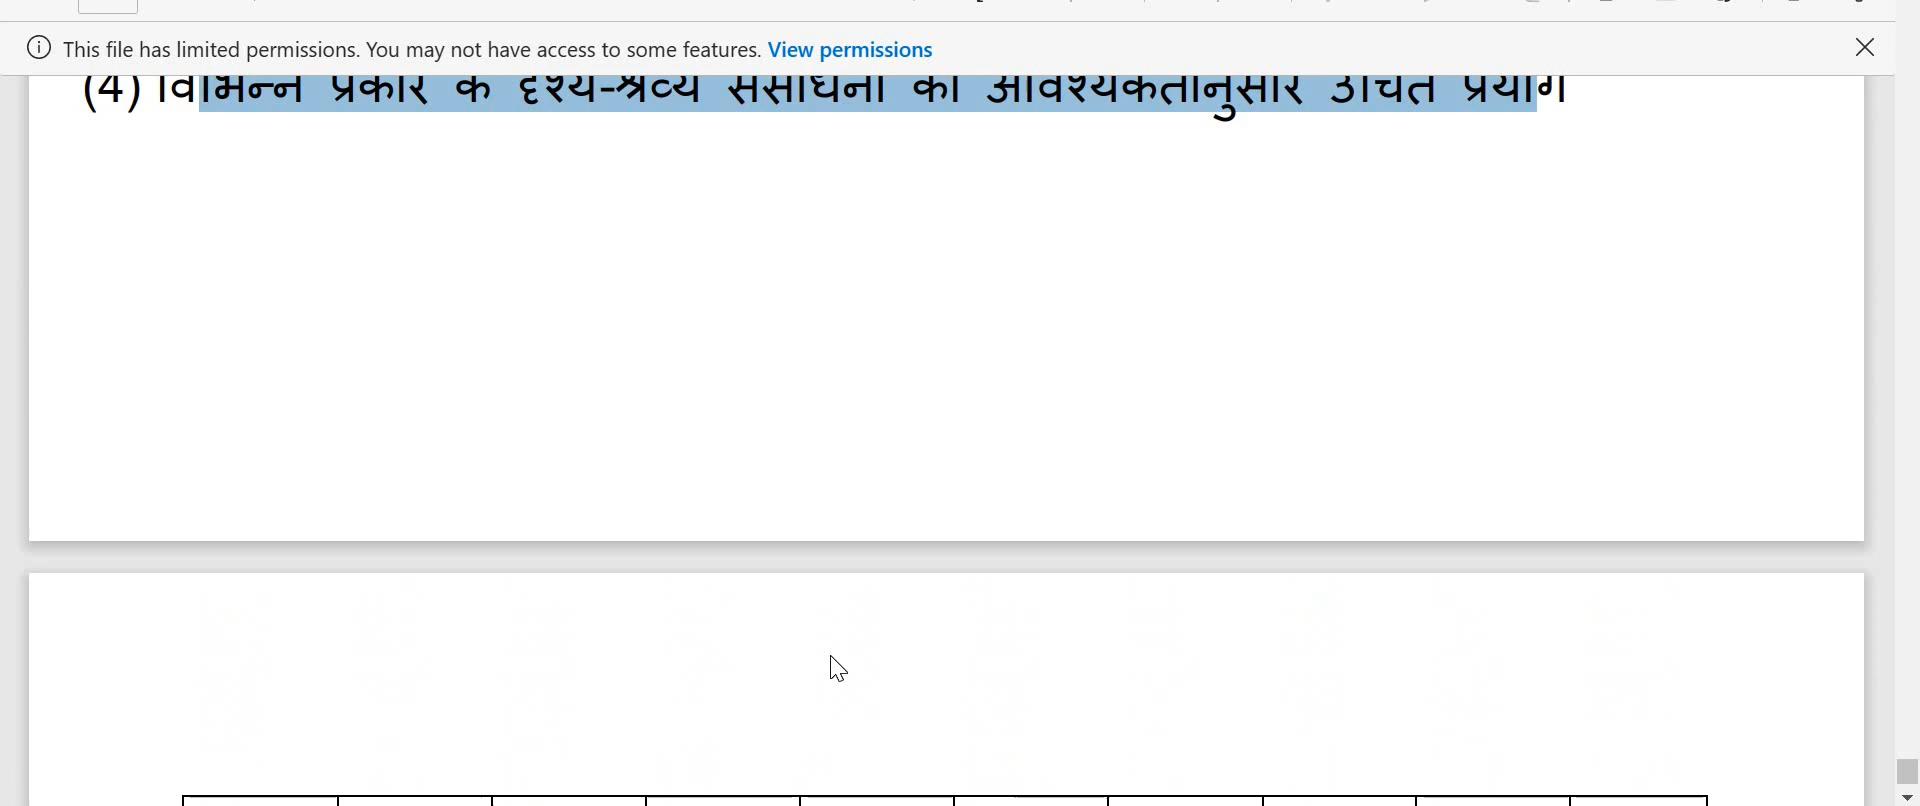 This file has limited permissions. You may not have access to some features. View permissions
(4) विभिन्न प्रकार के दृश्य-श्रव्य संसाधनों का आवश्यकतानुसार उचित प्रयोग